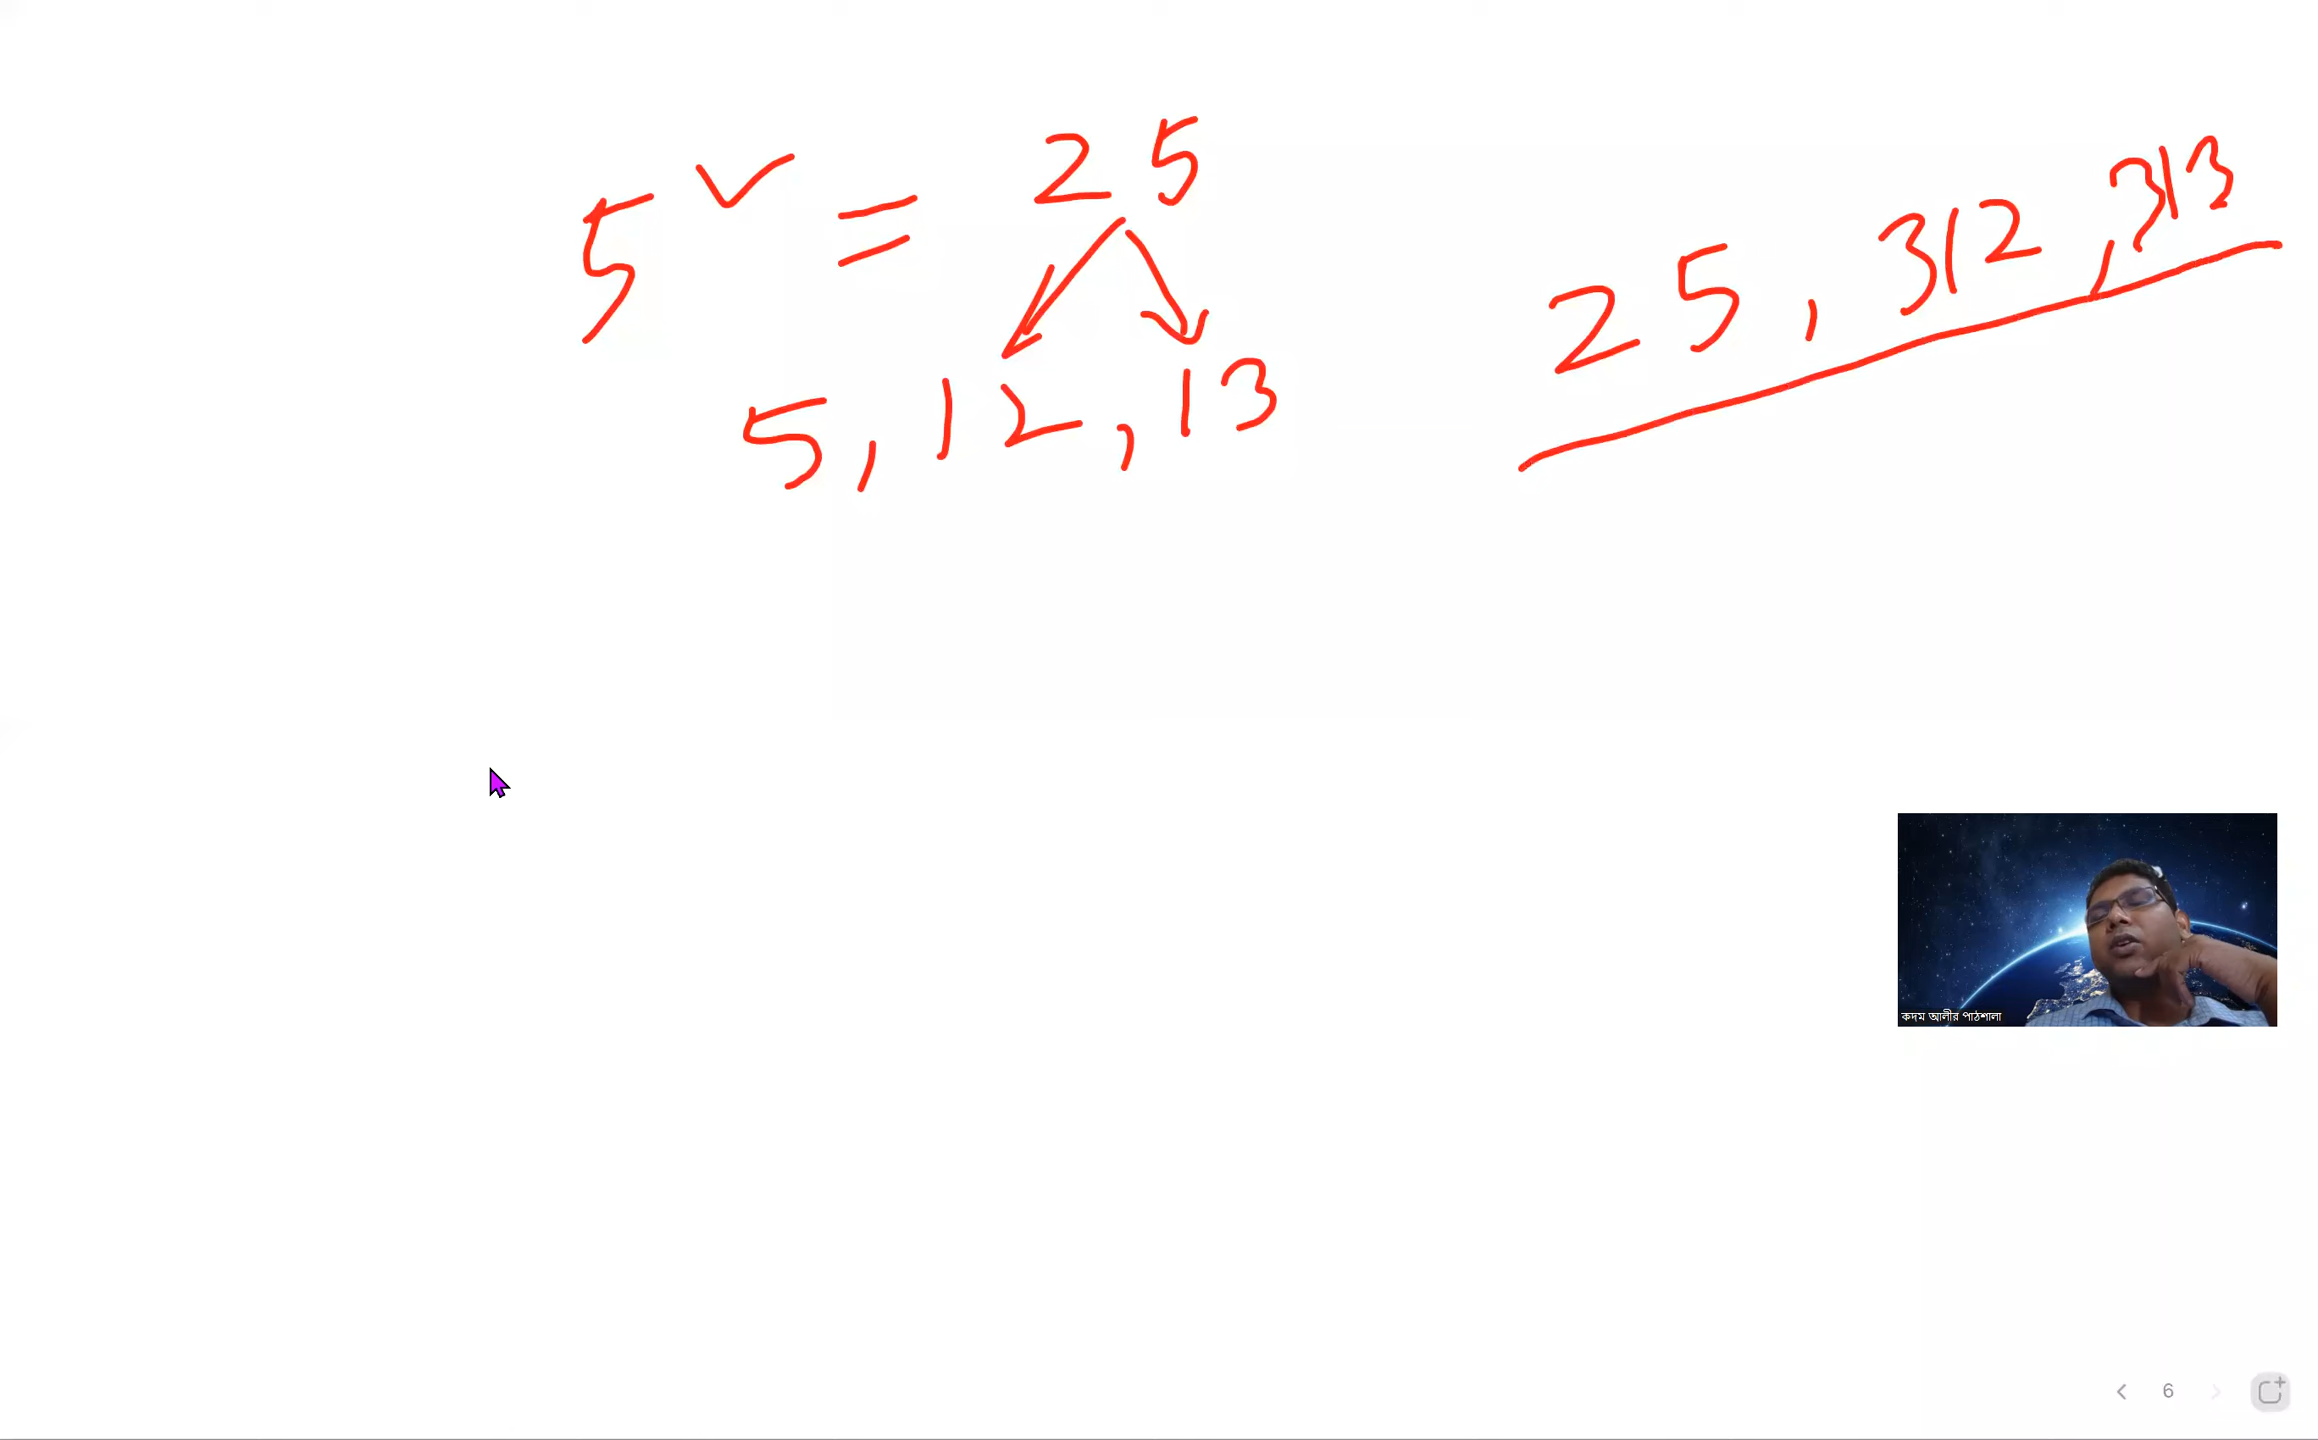 5² = 25
5, 12, 13
25, 312, 313
কদম আলীর পাঠশালা
6